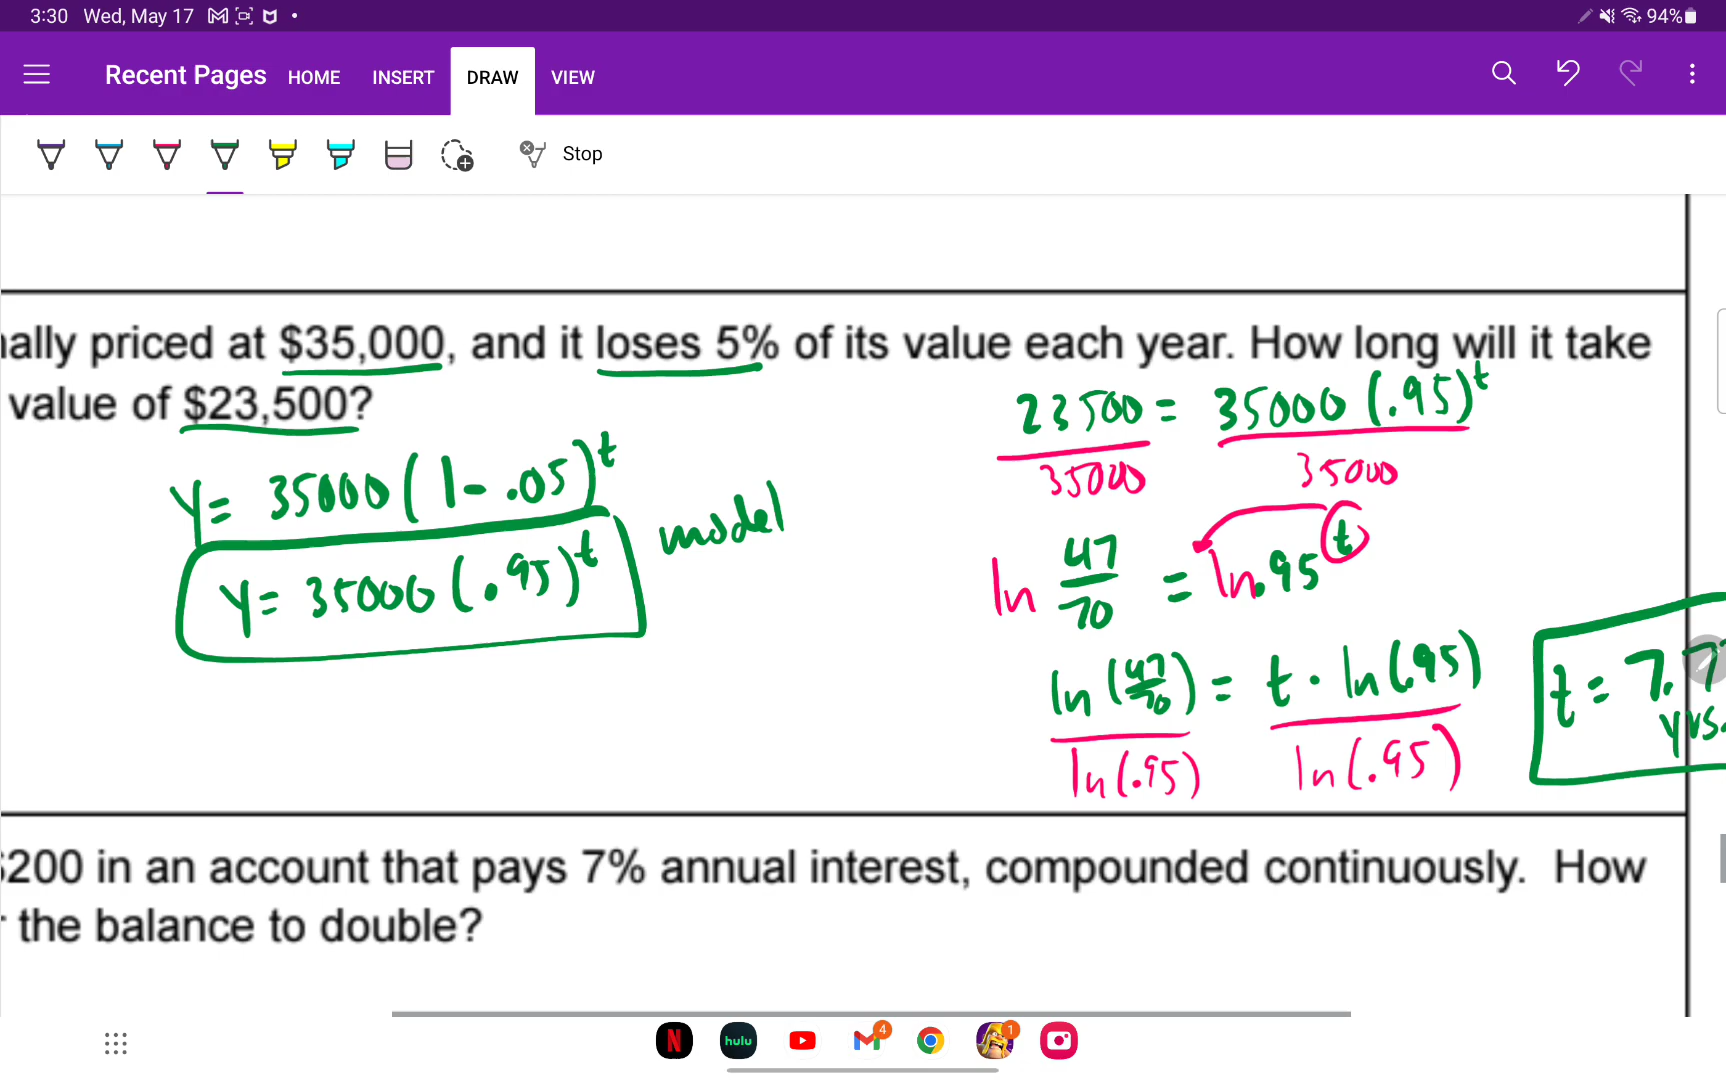 3:30 Wed, May 17 94%
Recent Pages HOME INSERT DRAW VIEW
Stop
ally priced at $35,000, and it loses 5% of its value each year. How long will it take
value of $23,500?
y = 35000 (1 - .05)^t
y = 35000 (.95)^t model
23500 = 35000 (.95)^t
35000 35000
ln 47/70 = ln .95^t
ln (47/70) = t · ln (.95)
ln (.95) ln (.95)
t = 7.7
yrs.
$200 in an account that pays 7% annual interest, compounded continuously. How
the balance to double?
N hulu 4 1